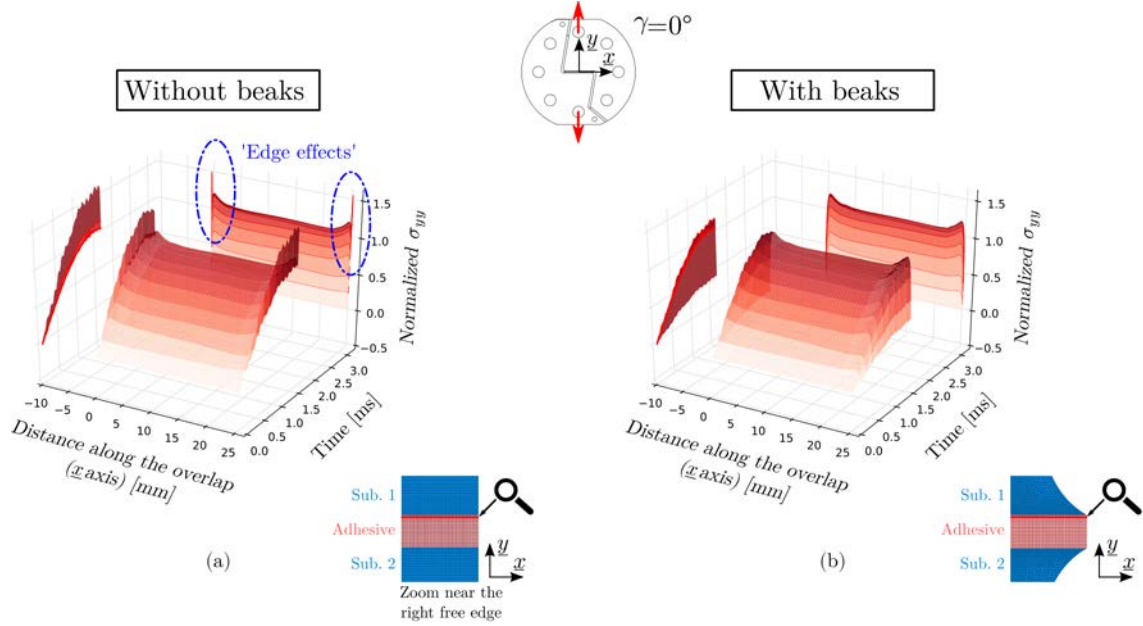 γ=0°
y
x
Without beaks
With beaks
'Edge effects'
1.5
1.0
0.5
0.0
−0.5
Normalized σyy
3.0
2.5
2.0
1.5
1.0
0.5
0.0
Time [ms]
−10
−5
0
5
10
15
20
25
Distance along the overlap
(x axis) [mm]
1.5
1.0
0.5
0.0
−0.5
Normalized σyy
3.0
2.5
2.0
1.5
1.0
0.5
0.0
Time [ms]
−10
−5
0
5
10
15
20
25
Distance along the overlap
(x axis) [mm]
Sub. 1
Adhesive
Sub. 2
y
x
Zoom near the
right free edge
(a)
Sub. 1
Adhesive
Sub. 2
y
x
(b)